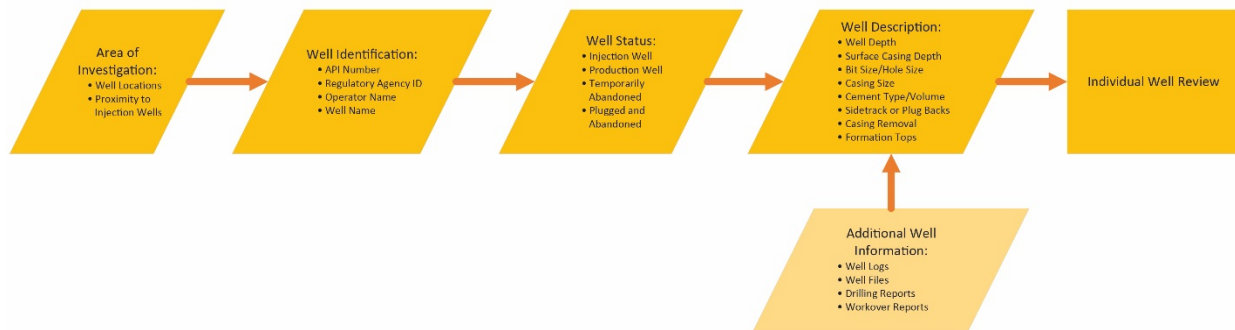 Area of
Investigation:
• Well Locations
• Proximity to
Injection Wells
Well Identification:
• API Number
• Regulatory Agency ID
• Operator Name
• Well Name
Well Status:
• Injection Well
• Production Well
• Temporarily
Abandoned
• Plugged and
Abandoned
Well Description:
• Well Depth
• Surface Casing Depth
• Bit Size/Hole Size
• Casing Size
• Cement Type/Volume
• Sidetrack or Plug Backs
• Casing Removal
• Formation Tops
Individual Well Review
Additional Well
Information:
• Well Logs
• Well Files
• Drilling Reports
• Workover Reports